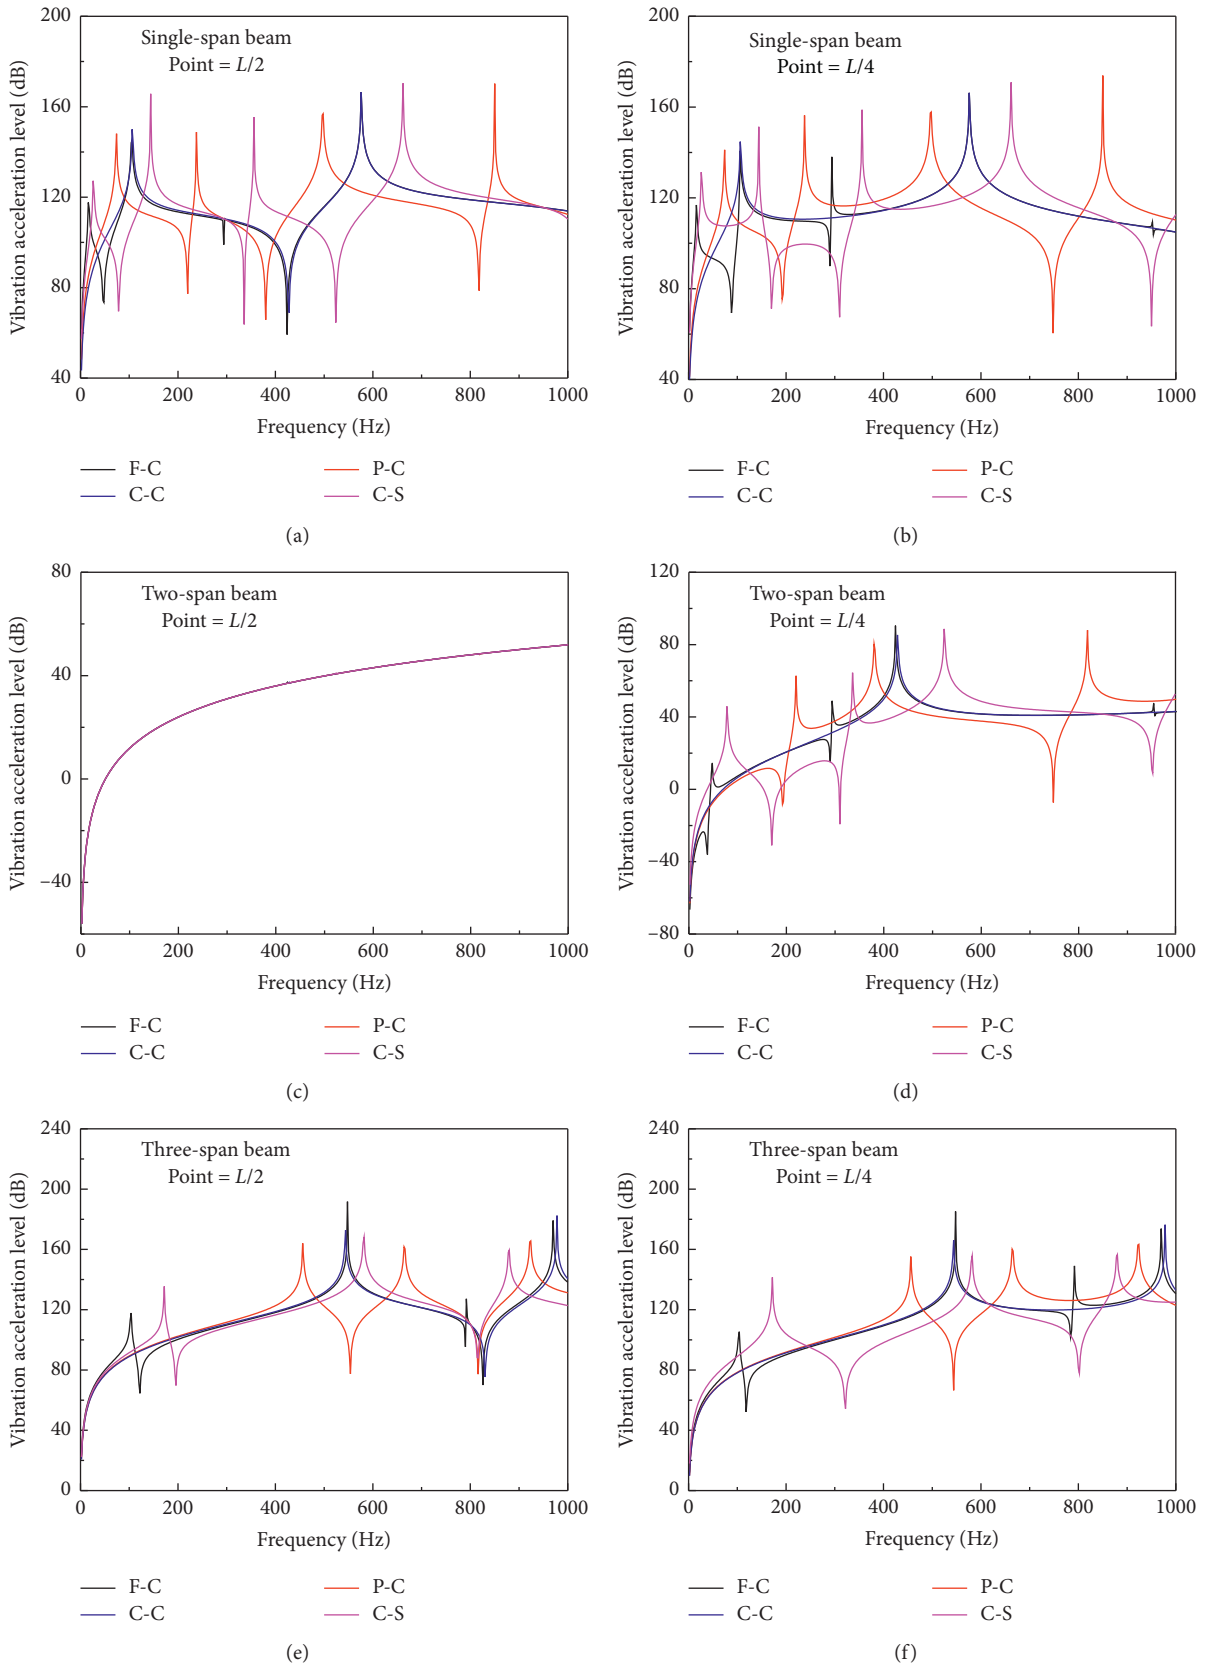 200
160
120
80
40
Vibration acceleration level (dB)
Single-span beam
Point = L/2
0 200 400 600 800 1000
Frequency (Hz)
F-C P-C
C-C C-S
(a)
200
160
120
80
40
Vibration acceleration level (dB)
Single-span beam
Point = L/4
0 200 400 600 800 1000
Frequency (Hz)
F-C P-C
C-C C-S
(b)
80
40
0
−40
Vibration acceleration level (dB)
Two-span beam
Point = L/2
0 200 400 600 800 1000
Frequency (Hz)
F-C P-C
C-C C-S
(c)
120
80
40
0
−40
−80
Vibration acceleration level (dB)
Two-span beam
Point = L/4
0 200 400 600 800 1000
Frequency (Hz)
F-C P-C
C-C C-S
(d)
240
200
160
120
80
40
0
Vibration acceleration level (dB)
Three-span beam
Point = L/2
0 200 400 600 800 1000
Frequency (Hz)
F-C P-C
C-C C-S
(e)
240
200
160
120
80
40
0
Vibration acceleration level (dB)
Three-span beam
Point = L/4
0 200 400 600 800 1000
Frequency (Hz)
F-C P-C
C-C C-S
(f)